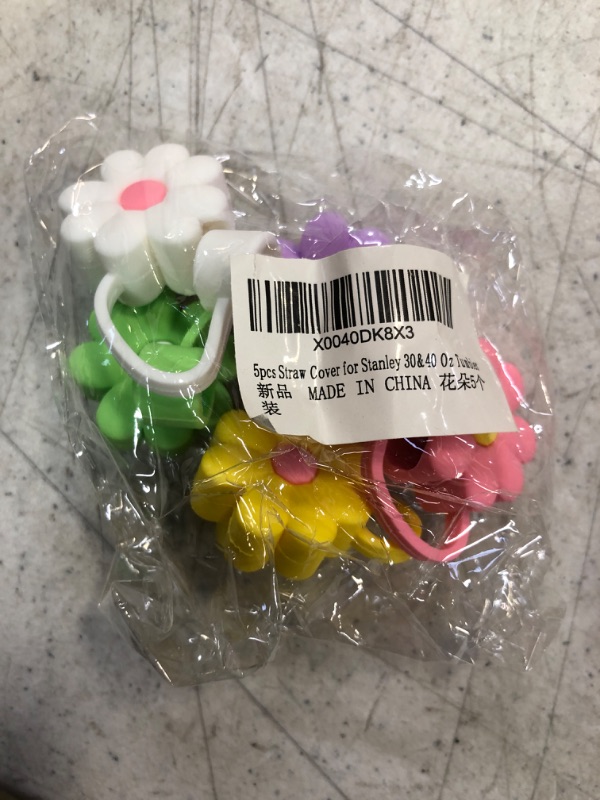 X0040DK8X3
5pcs Straw Cover for Stanley 30&40 Oz Tumbler
新品 MADE IN CHINA 花朵5个
装